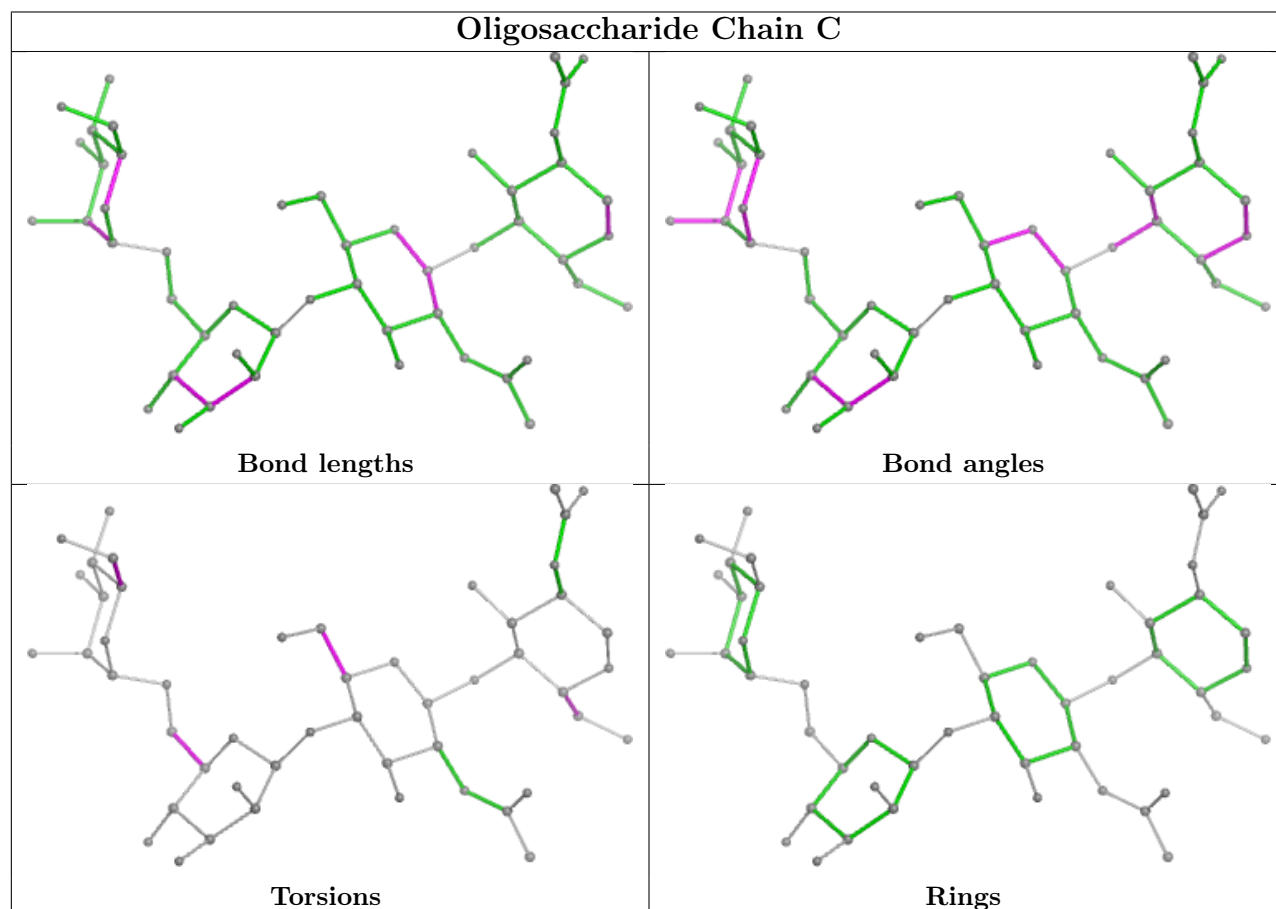 Oligosaccharide Chain C
Bond lengths
Bond angles
Torsions
Rings